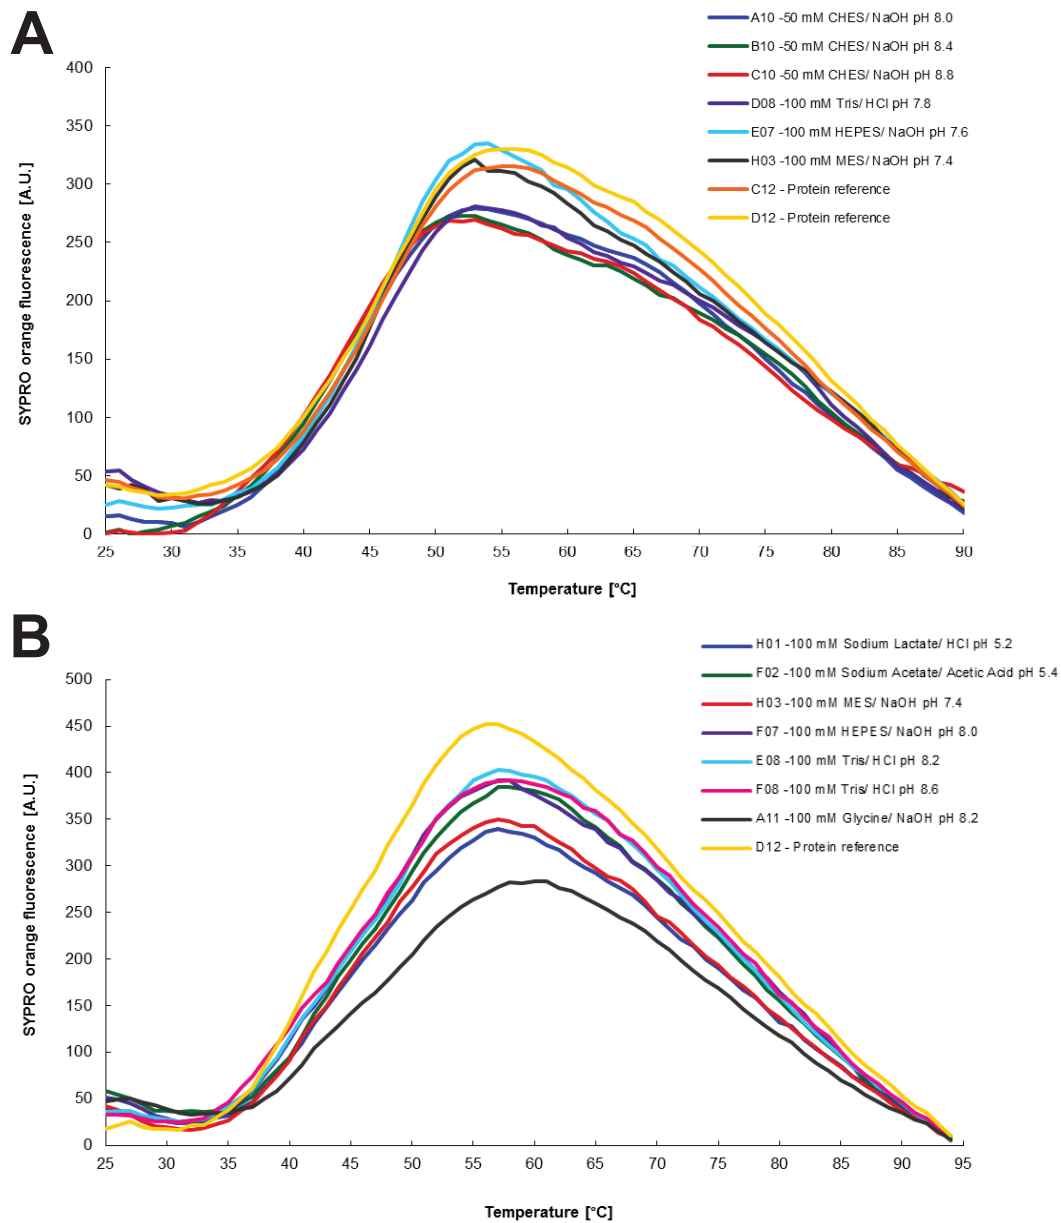 A
A10 -50 mM CHES/ NaOH pH 8.0
B10 -50 mM CHES/ NaOH pH 8.4
C10 -50 mM CHES/ NaOH pH 8.8
D08 -100 mM Tris/ HCl pH 7.8
E07 -100 mM HEPES/ NaOH pH 7.6
H03 -100 mM MES/ NaOH pH 7.4
C12 - Protein reference
D12 - Protein reference
SYPRO orange fluorescence [A.U.]
400
350
300
250
200
150
100
50
0
25 30 35 40 45 50 55 60 65 70 75 80 85 90
Temperature [°C]
B
H01 -100 mM Sodium Lactate/ HCl pH 5.2
F02 -100 mM Sodium Acetate/ Acetic Acid pH 5.4
H03 -100 mM MES/ NaOH pH 7.4
F07 -100 mM HEPES/ NaOH pH 8.0
E08 -100 mM Tris/ HCl pH 8.2
F08 -100 mM Tris/ HCl pH 8.6
A11 -100 mM Glycine/ NaOH pH 8.2
D12 - Protein reference
SYPRO orange fluorescence [A.U.]
500
450
400
350
300
250
200
150
100
50
0
25 30 35 40 45 50 55 60 65 70 75 80 85 90 95
Temperature [°C]